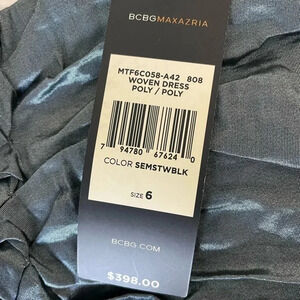 BCBGMAXAZRIA
MTF6C058-A42 808
WOVEN DRESS
POLY / POLY
7 94780 67624 0
COLOR SEMSTWBLK
SIZE 6
BCBG.COM
$398.00